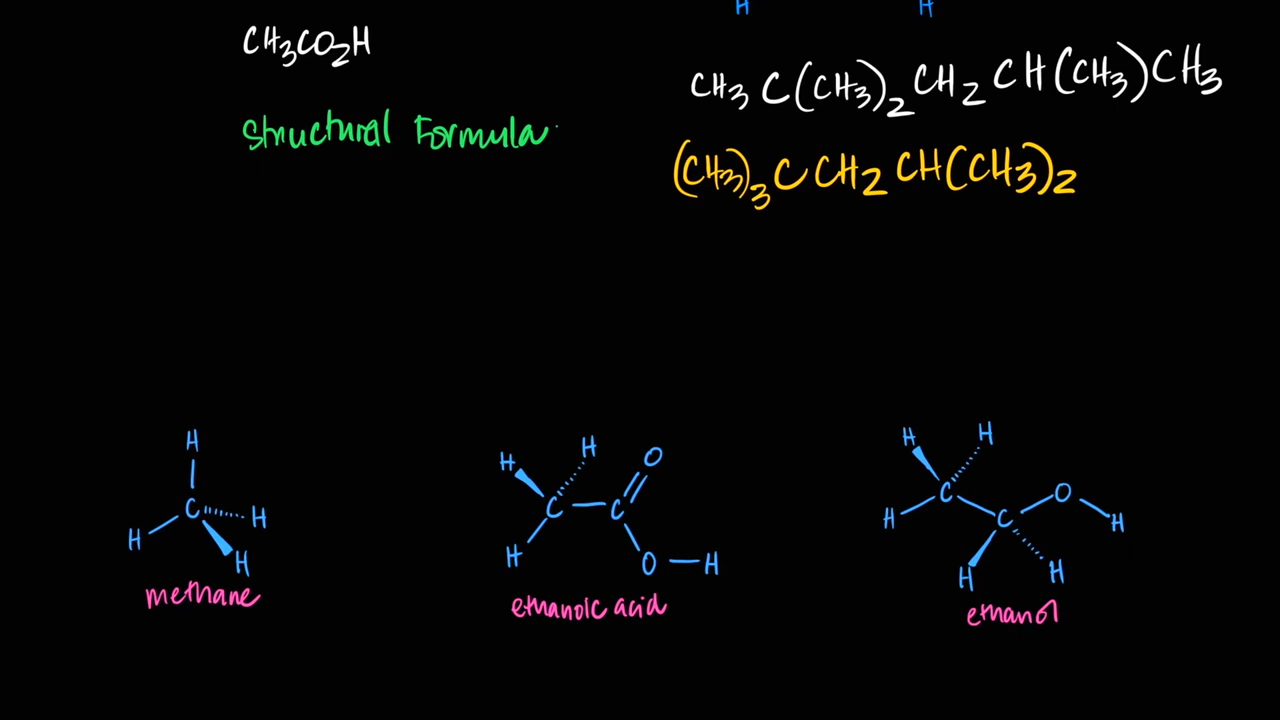 H H
CH3CO2H
CH3 C(CH3)2 CH2 CH(CH3)CH3
Structural Formula
(CH3)3 C CH2 CH(CH3)2
H
C H
H H
methane
H H O
C C
H O H
ethanoic acid
H H
C O
H C H
H H
ethanol